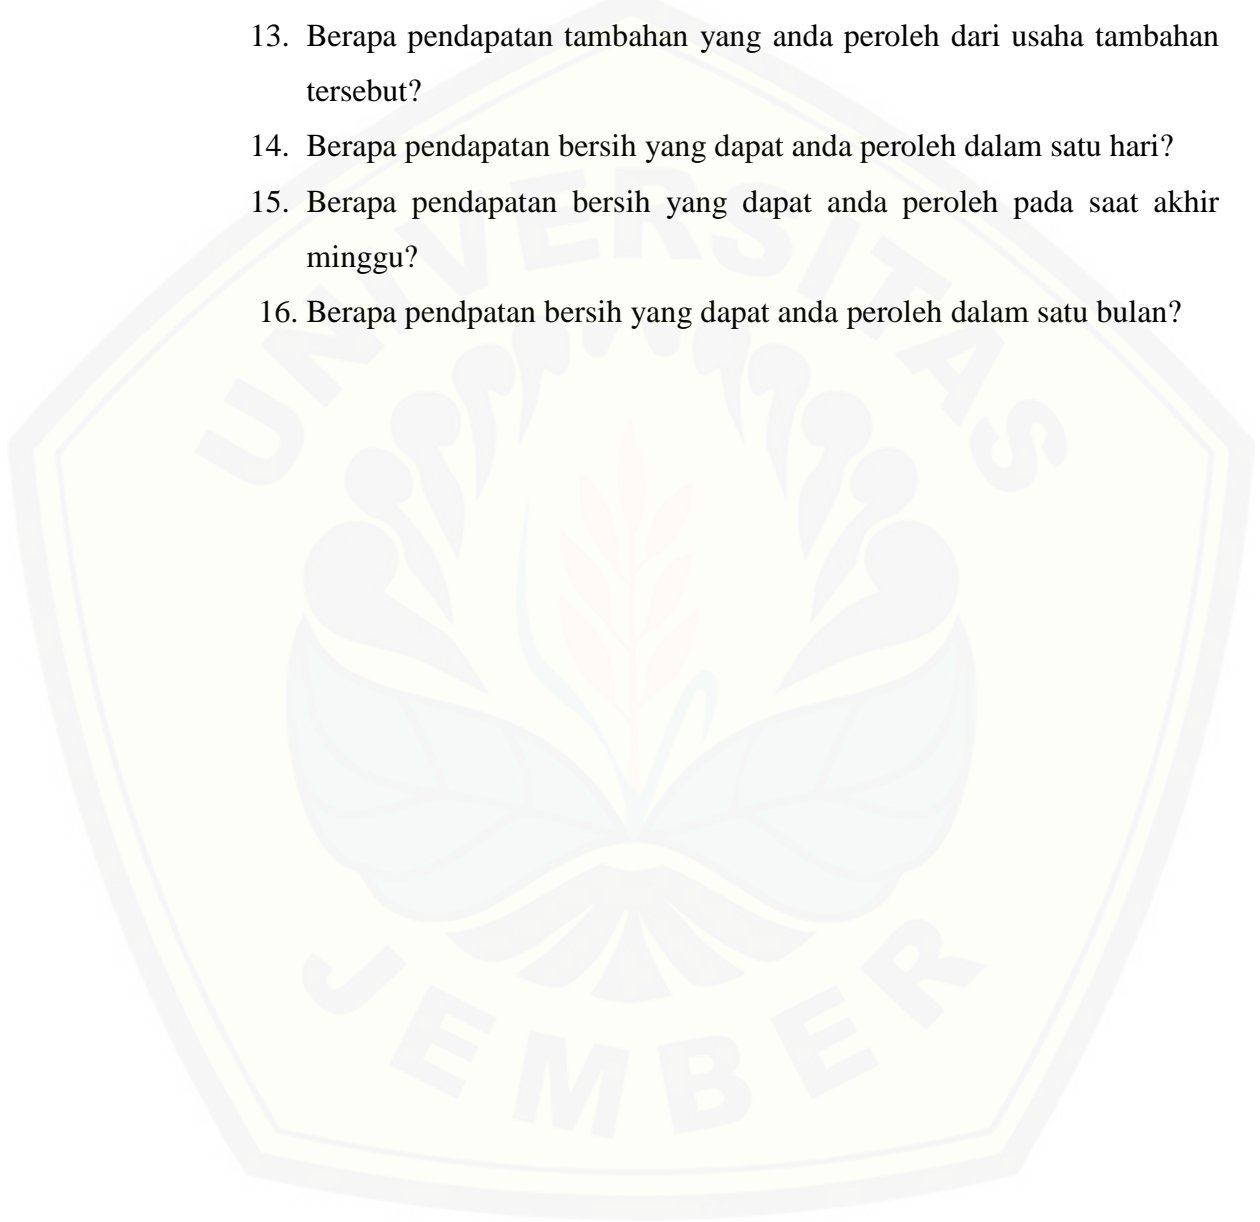 13. Berapa pendapatan tambahan yang anda peroleh dari usaha tambahan
tersebut?
14. Berapa pendapatan bersih yang dapat anda peroleh dalam satu hari?
15. Berapa pendapatan bersih yang dapat anda peroleh pada saat akhir
minggu?
16. Berapa pendpatan bersih yang dapat anda peroleh dalam satu bulan?
UNIVERSITAS
JEMBER